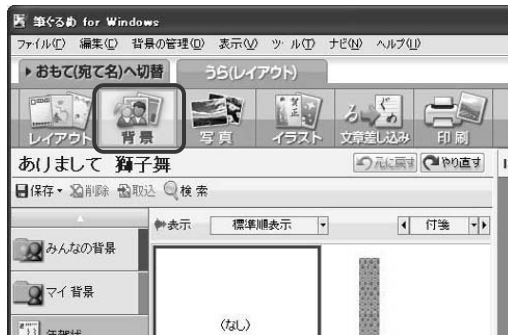 筆ぐるめ for Windows
ファイル(F) 編集(E) 背景の管理(D) 表示(V) ツール(T) ナビ(N) ヘルプ(H)
おもて(宛て名)へ切替 うら(レイアウト)
レイアウト 背景 写真 イラスト 文章差し込み 印刷
ありまして 獅子舞 元に戻す やり直す
保存 削除 取込 検索
表示 標準順表示 付箋
みんなの背景
マイ背景
(なし)
年賀状